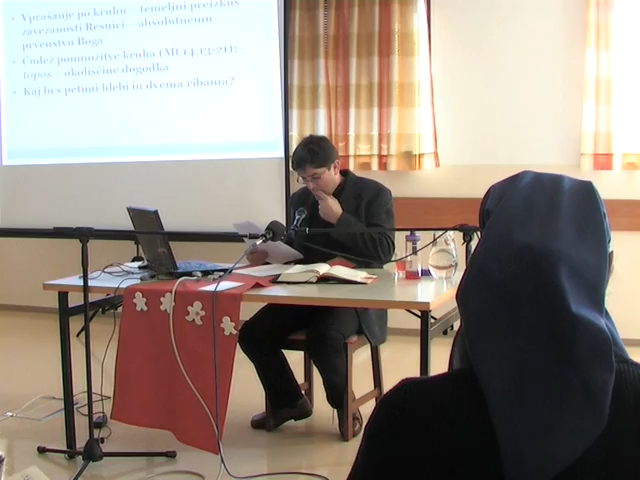 • Vprašanje po kruhu – temeljni preizkus
zavezanosti Resnici – absolutnemu
prvenstvu Boga
• Čudež pomnožitve kruha (Mt 14,13-21): –
topos – okoliščine dogodka
• Kaj bi s petimi hlebi in dvema ribama?